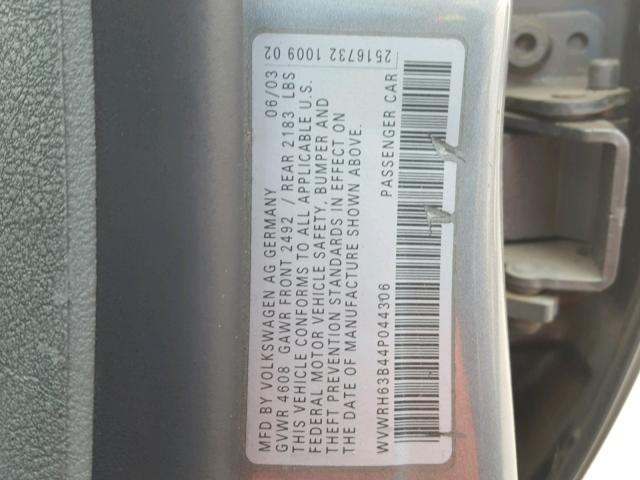 MFD BY VOLKSWAGEN AG GERMANY 06/03
GVWR 4608 GAWR FRONT 2492 / REAR 2183 LBS
THIS VEHICLE CONFORMS TO ALL APPLICABLE U.S.
FEDERAL MOTOR VEHICLE SAFETY, BUMPER AND
THEFT PREVENTION STANDARDS IN EFFECT ON
THE DATE OF MANUFACTURE SHOWN ABOVE.
WVWRH63B44P044306 PASSENGER CAR
2516732 1009 02